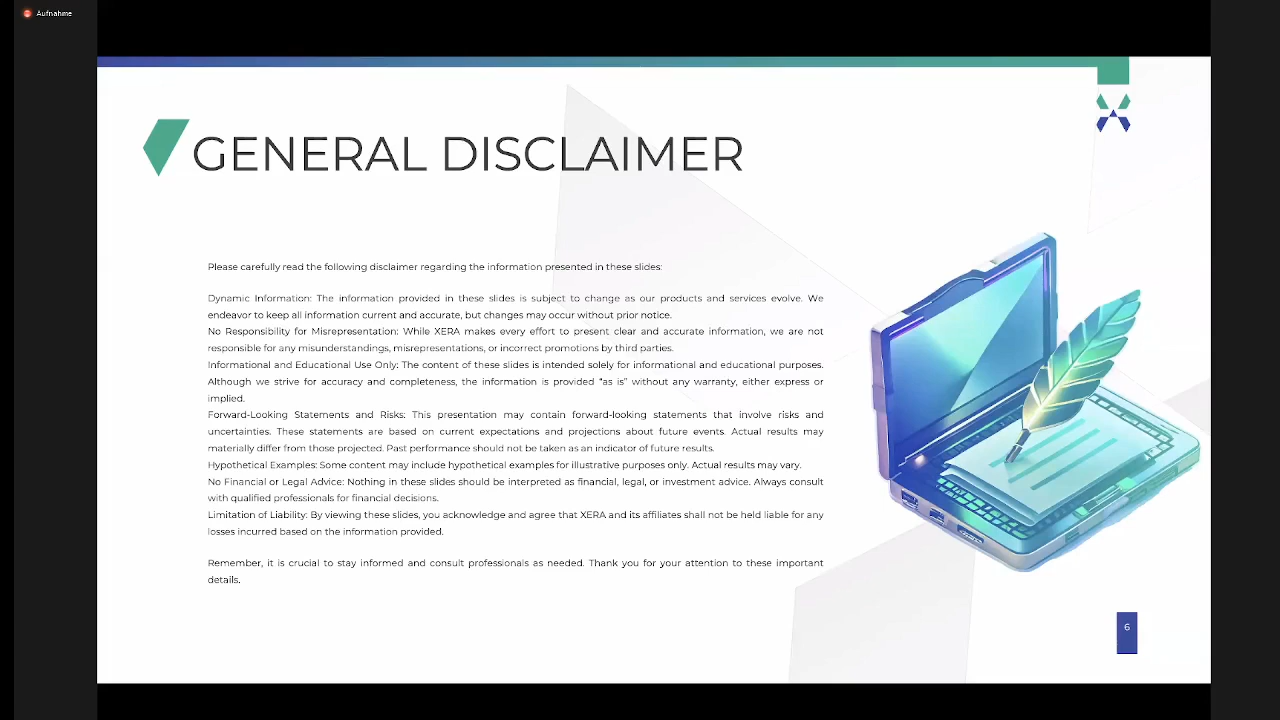 Aufnahme
GENERAL DISCLAIMER
Please carefully read the following disclaimer regarding the information presented in these slides:
Dynamic Information: The information provided in these slides is subject to change as our products and services evolve. We
endeavor to keep all information current and accurate, but changes may occur without prior notice.
No Responsibility for Misrepresentation: While XERA makes every effort to present clear and accurate information, we are not
responsible for any misunderstandings, misrepresentations, or incorrect promotions by third parties.
Informational and Educational Use Only: The content of these slides is intended solely for informational and educational purposes.
Although we strive for accuracy and completeness, the information is provided “as is” without any warranty, either express or
implied.
Forward-Looking Statements and Risks: This presentation may contain forward-looking statements that involve risks and
uncertainties. These statements are based on current expectations and projections about future events. Actual results may
materially differ from those projected. Past performance should not be taken as an indicator of future results.
Hypothetical Examples: Some content may include hypothetical examples for illustrative purposes only. Actual results may vary.
No Financial or Legal Advice: Nothing in these slides should be interpreted as financial, legal, or investment advice. Always consult
with qualified professionals for financial decisions.
Limitation of Liability: By viewing these slides, you acknowledge and agree that XERA and its affiliates shall not be held liable for any
losses incurred based on the information provided.
Remember, it is crucial to stay informed and consult professionals as needed. Thank you for your attention to these important
details.
6